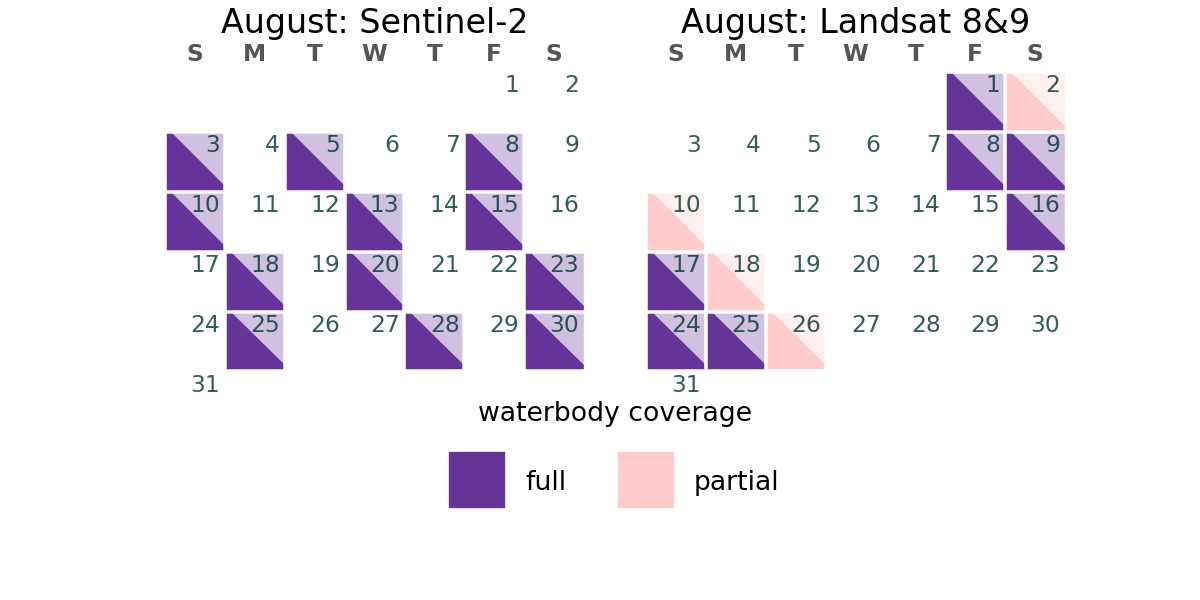 August: Sentinel-2
S M T W T F S
1 2
3 4 5 6 7 8 9
10 11 12 13 14 15 16
17 18 19 20 21 22 23
24 25 26 27 28 29 30
31
August: Landsat 8&9
S M T W T F S
1 2
3 4 5 6 7 8 9
10 11 12 13 14 15 16
17 18 19 20 21 22 23
24 25 26 27 28 29 30
31
waterbody coverage
full
partial